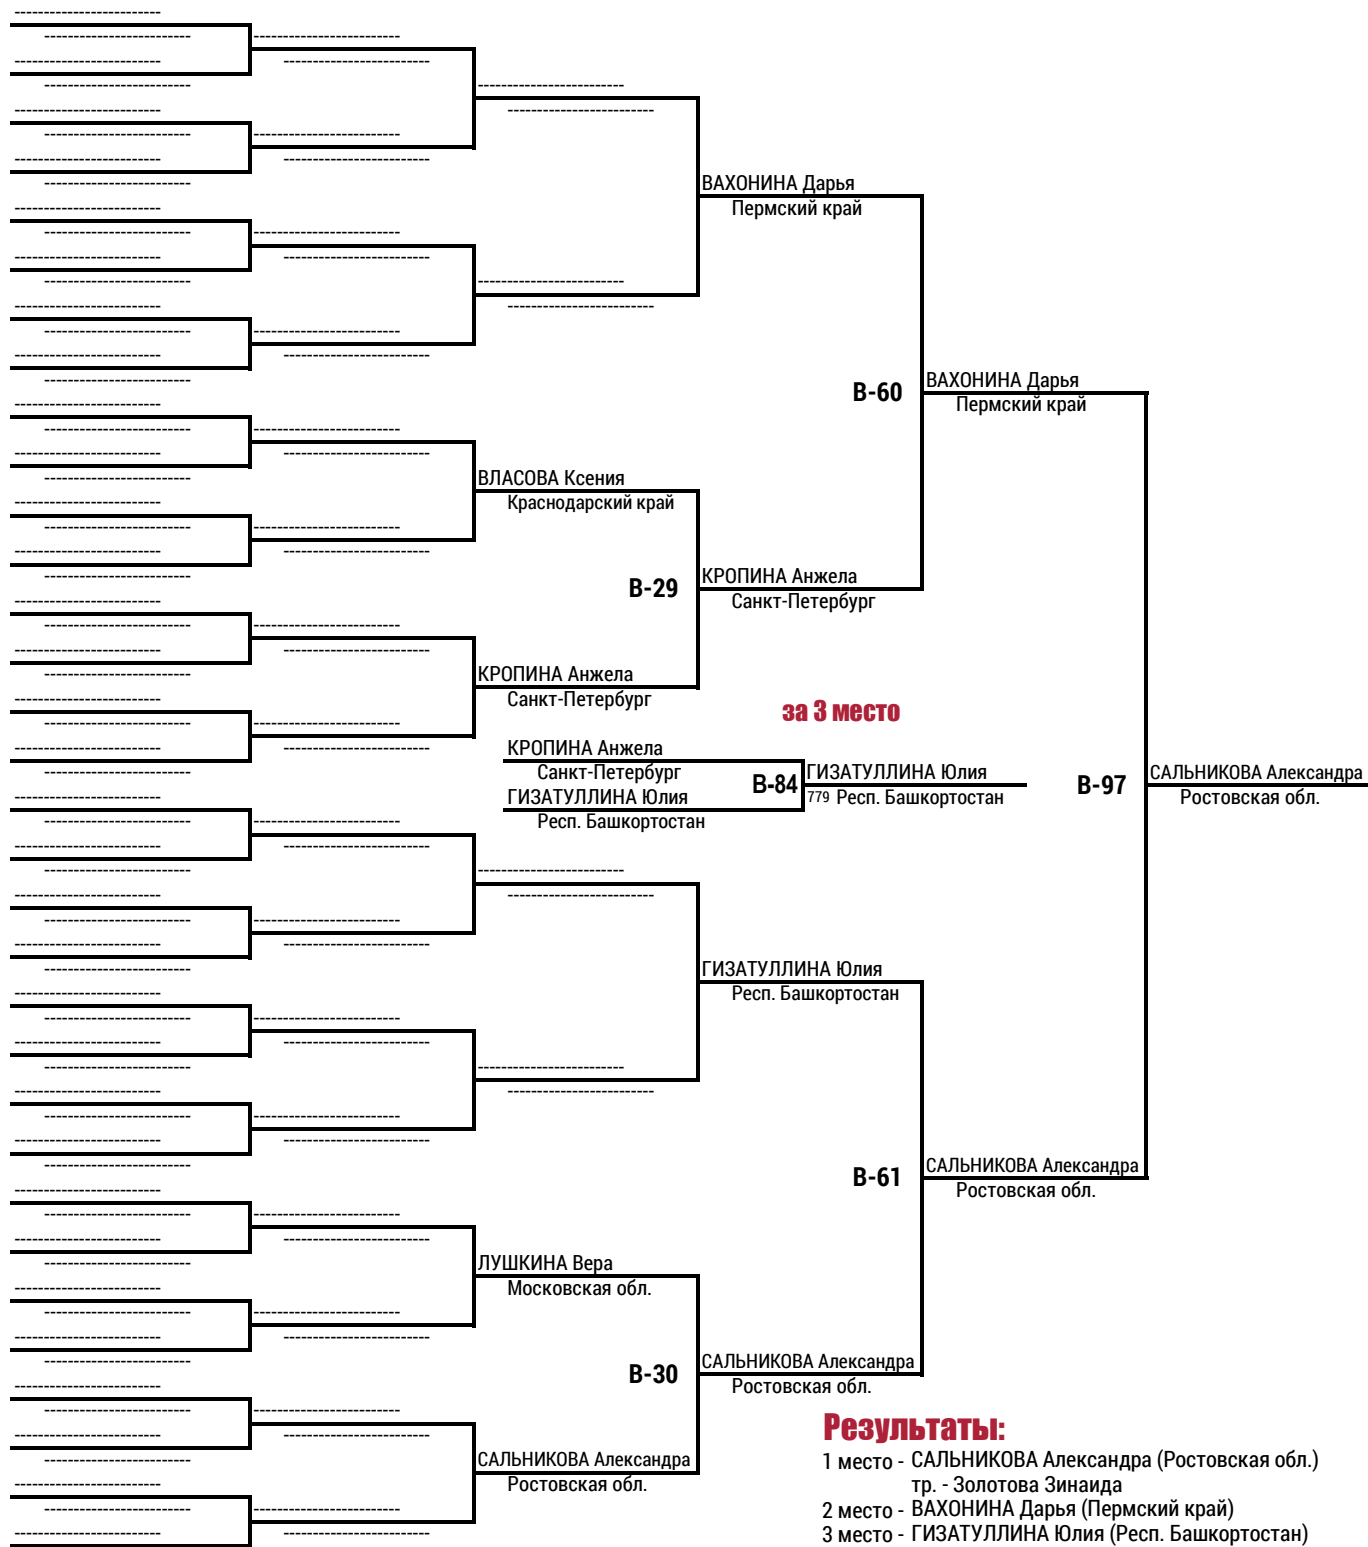 ВАХОНИНА Дарья
Пермский край
B-60
ВАХОНИНА Дарья
Пермский край
ВЛАСОВА Ксения
Краснодарский край
B-29
КРОПИНА Анжела
Санкт-Петербург
КРОПИНА Анжела
Санкт-Петербург
за 3 место
КРОПИНА Анжела
Санкт-Петербург
ГИЗАТУЛЛИНА Юлия
Респ. Башкортостан
B-84
ГИЗАТУЛЛИНА Юлия
779 Респ. Башкортостан
B-97
САЛЬНИКОВА Александра
Ростовская обл.
ГИЗАТУЛЛИНА Юлия
Респ. Башкортостан
B-61
САЛЬНИКОВА Александра
Ростовская обл.
ЛУШКИНА Вера
Московская обл.
B-30
САЛЬНИКОВА Александра
Ростовская обл.
САЛЬНИКОВА Александра
Ростовская обл.
Результаты:
1 место - САЛЬНИКОВА Александра (Ростовская обл.)
тр. - Золотова Зинаида
2 место - ВАХОНИНА Дарья (Пермский край)
3 место - ГИЗАТУЛЛИНА Юлия (Респ. Башкортостан)